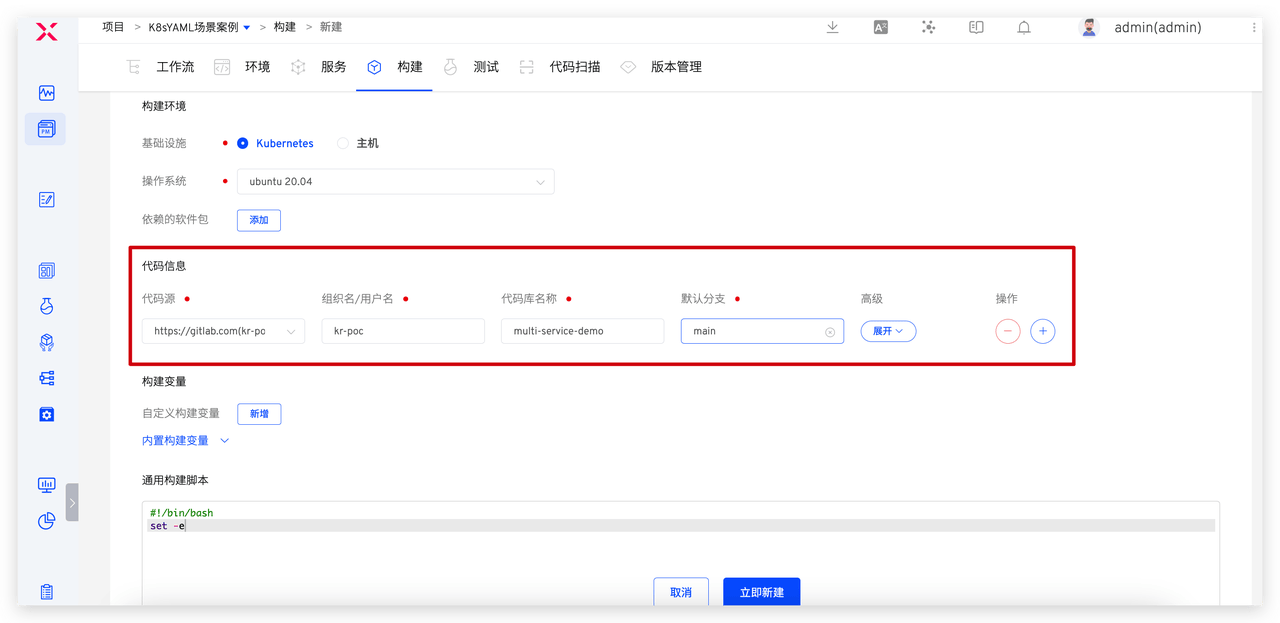 项目 > K8sYAML场景案例 > 构建 > 新建
admin(admin)
工作流 环境 服务 构建 测试 代码扫描 版本管理
构建环境
基础设施 Kubernetes 主机
操作系统 ubuntu 20.04
依赖的软件包 添加
代码信息
代码源 组织名/用户名 代码库名称 默认分支 高级 操作
https://gitlab.com(kr-po kr-poc multi-service-demo main 展开
构建变量
自定义构建变量 新增
内置构建变量
通用构建脚本
#!/bin/bash
set -e
取消 立即新建